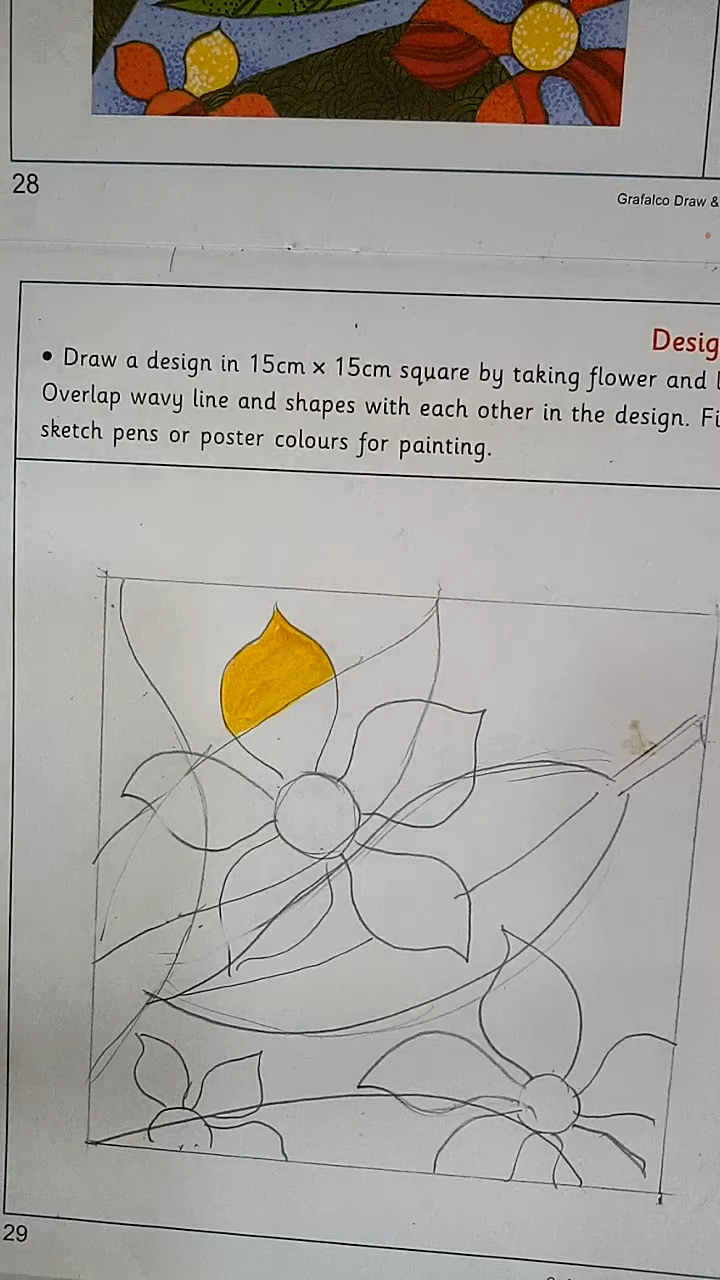 28
Grafalco Draw &
Desig
• Draw a design in 15cm × 15cm square by taking flower and
Overlap wavy line and shapes with each other in the design. Fi
sketch pens or poster colours for painting.
29